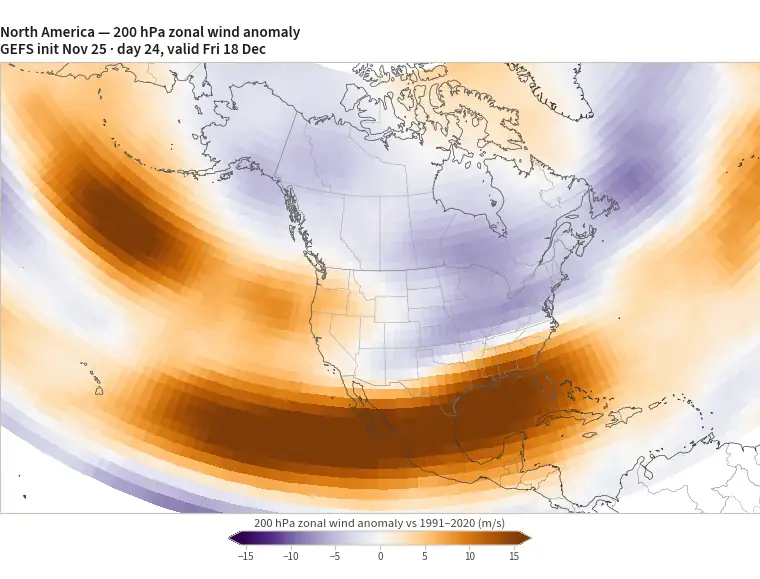 North America — 200 hPa zonal wind anomaly
GEFS init Nov 25 · day 24, valid Fri 18 Dec
200 hPa zonal wind anomaly vs 1991–2020 (m/s)
−15 −10 −5 0 5 10 15